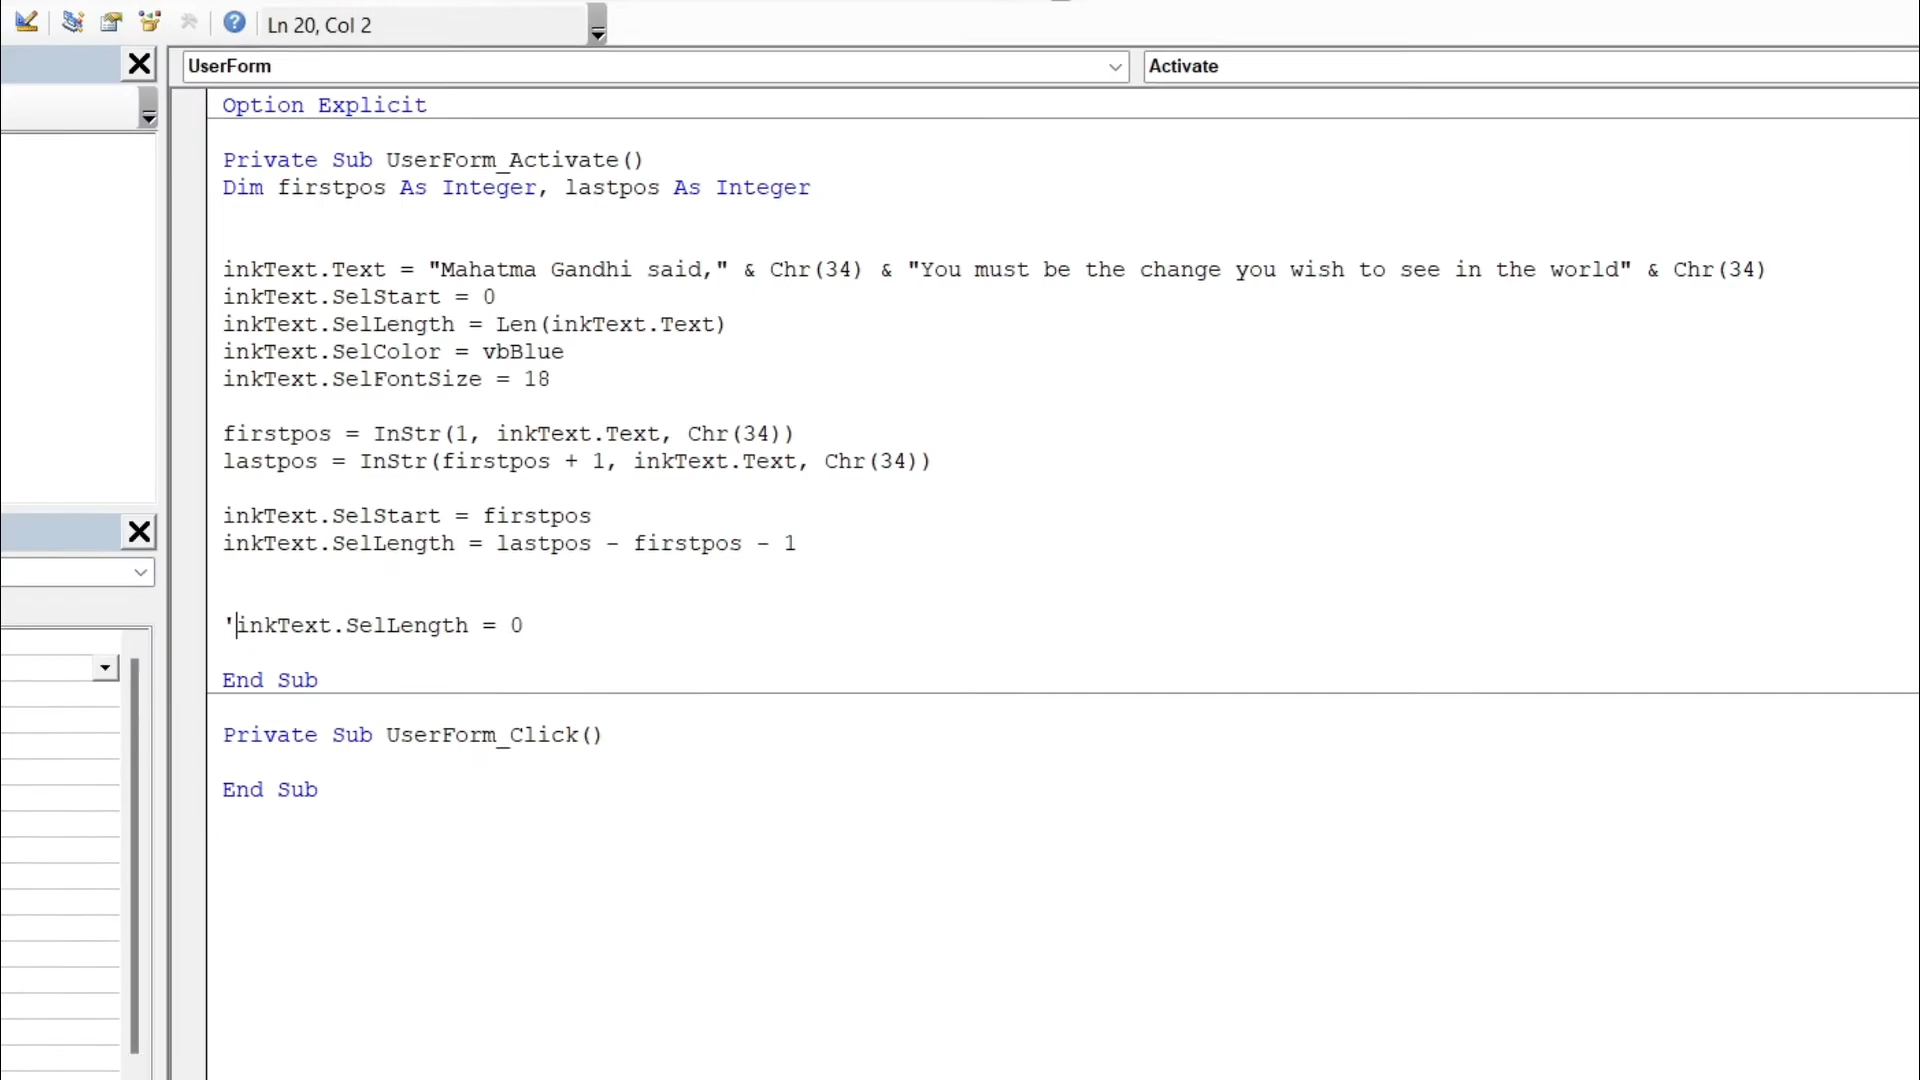 Ln 20, Col 2
UserForm
Activate
Option Explicit
Private Sub UserForm_Activate()
Dim firstpos As Integer, lastpos As Integer
inkText.Text = "Mahatma Gandhi said," & Chr(34) & "You must be the change you wish to see in the world" & Chr(34)
inkText.SelStart = 0
inkText.SelLength = Len(inkText.Text)
inkText.SelColor = vbBlue
inkText.SelFontSize = 18
firstpos = InStr(1, inkText.Text, Chr(34))
lastpos = InStr(firstpos + 1, inkText.Text, Chr(34))
inkText.SelStart = firstpos
inkText.SelLength = lastpos - firstpos - 1
'inkText.SelLength = 0
End Sub
Private Sub UserForm_Click()
End Sub